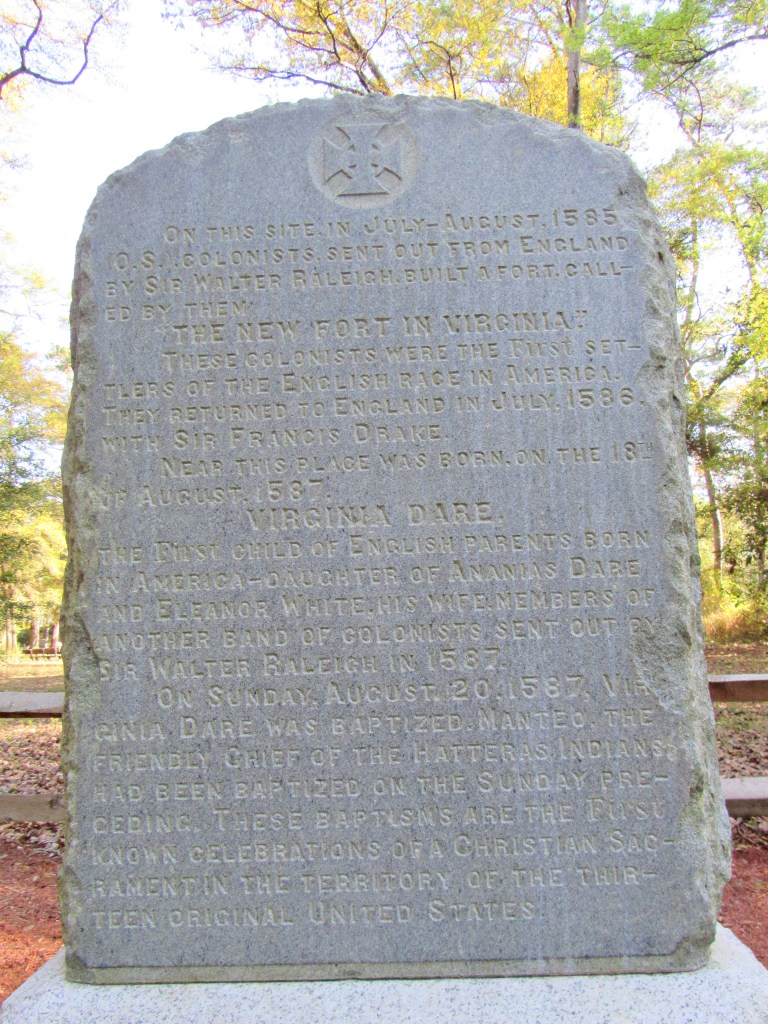 ON THIS SITE, IN JULY-AUGUST, 1585
(O.S.), COLONISTS, SENT OUT FROM ENGLAND
BY SIR WALTER RALEIGH, BUILT A FORT, CALL-
ED BY THEM
"THE NEW FORT IN VIRGINIA."
THESE COLONISTS WERE THE FIRST SET-
TLERS OF THE ENGLISH RACE IN AMERICA.
THEY RETURNED TO ENGLAND IN JULY, 1586,
WITH SIR FRANCIS DRAKE.
NEAR THIS PLACE WAS BORN, ON THE 18TH
OF AUGUST, 1587,
VIRGINIA DARE,
THE FIRST CHILD OF ENGLISH PARENTS BORN
IN AMERICA-DAUGHTER OF ANANIAS DARE
AND ELEANOR WHITE, HIS WIFE, MEMBERS OF
ANOTHER BAND OF COLONISTS SENT OUT BY
SIR WALTER RALEIGH IN 1587.
ON SUNDAY, AUGUST, 20, 1587, VIR-
GINIA DARE WAS BAPTIZED. MANTEO, THE
FRIENDLY CHIEF OF THE HATTERAS INDIANS,
HAD BEEN BAPTIZED ON THE SUNDAY PRE-
CEDING. THESE BAPTISMS ARE THE FIRST
KNOWN CELEBRATIONS OF A CHRISTIAN SAC-
RAMENT IN THE TERRITORY OF THE THIR-
TEEN ORIGINAL UNITED STATES.